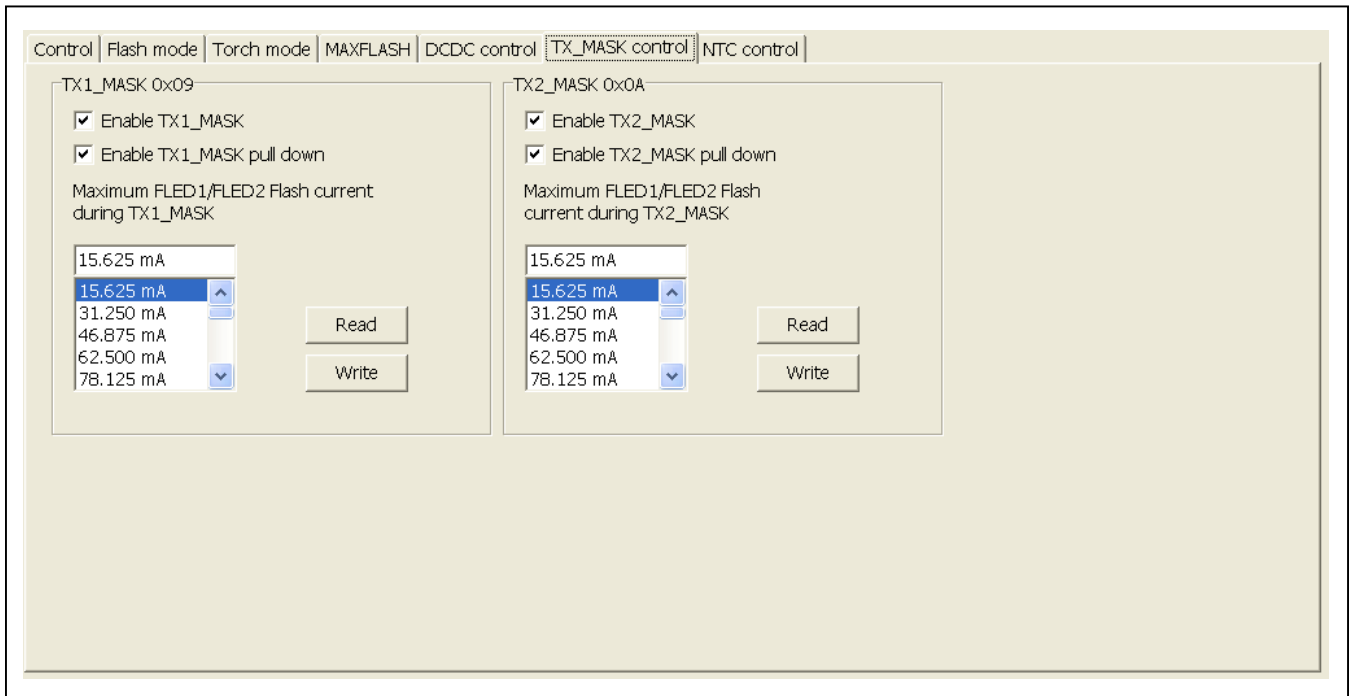 Control Flash mode Torch mode MAXFLASH DCDC control TX_MASK control NTC control
TX1_MASK 0x09
Enable TX1_MASK
Enable TX1_MASK pull down
Maximum FLED1/FLED2 Flash current
during TX1_MASK
15.625 mA
15.625 mA
31.250 mA
46.875 mA
62.500 mA
78.125 mA
Read
Write
TX2_MASK 0x0A
Enable TX2_MASK
Enable TX2_MASK pull down
Maximum FLED1/FLED2 Flash
current during TX2_MASK
15.625 mA
15.625 mA
31.250 mA
46.875 mA
62.500 mA
78.125 mA
Read
Write